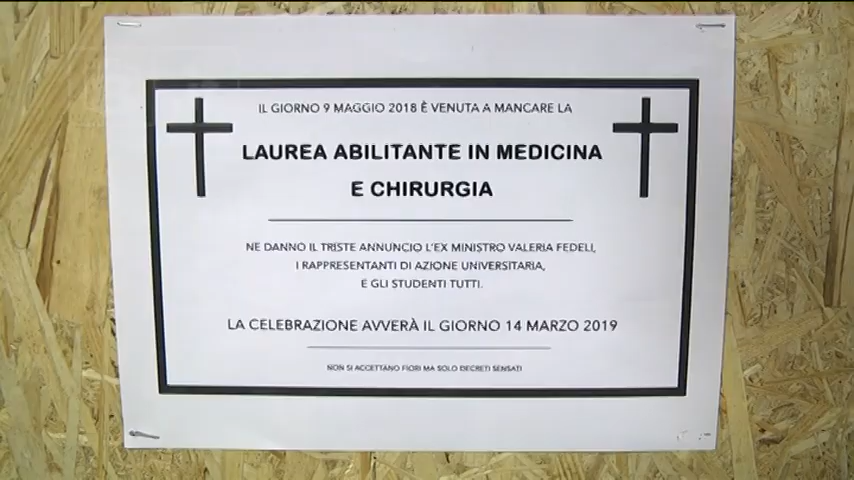 IL GIORNO 9 MAGGIO 2018 È VENUTA A MANCARE LA
LAUREA ABILITANTE IN MEDICINA
E CHIRURGIA
NE DANNO IL TRISTE ANNUNCIO L'EX MINISTRO VALERIA FEDELI,
I RAPPRESENTANTI DI AZIONE UNIVERSITARIA,
E GLI STUDENTI TUTTI.
LA CELEBRAZIONE AVVERÀ IL GIORNO 14 MARZO 2019
NON SI ACCETTANO FIORI MA SOLO DECRETI SENSATI